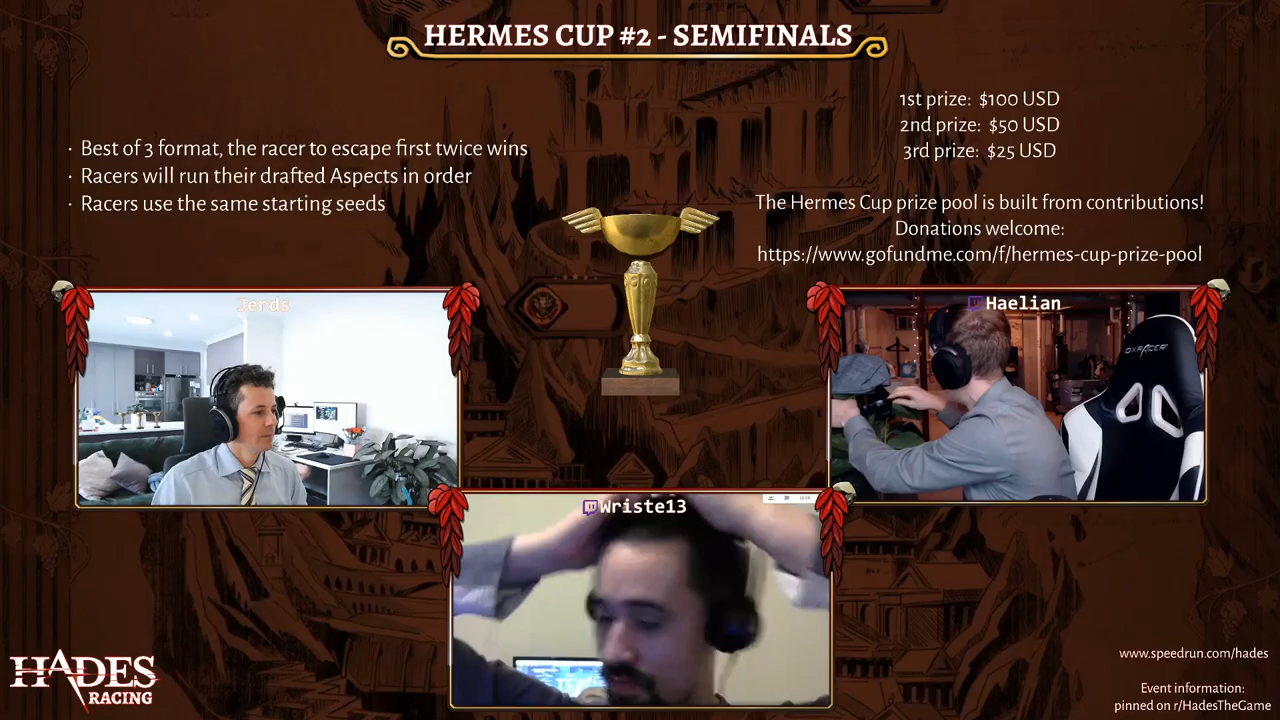 HERMES CUP #2 - SEMIFINALS
· Best of 3 format, the racer to escape first twice wins
· Racers will run their drafted Aspects in order
· Racers use the same starting seeds
1st prize: $100 USD
2nd prize: $50 USD
3rd prize: $25 USD
The Hermes Cup prize pool is built from contributions!
Donations welcome:
https://www.gofundme.com/f/hermes-cup-prize-pool
Jerds
Haelian
Wriste13
HADES
RACING
www.speedrun.com/hades
Event information:
pinned on r/HadesTheGame